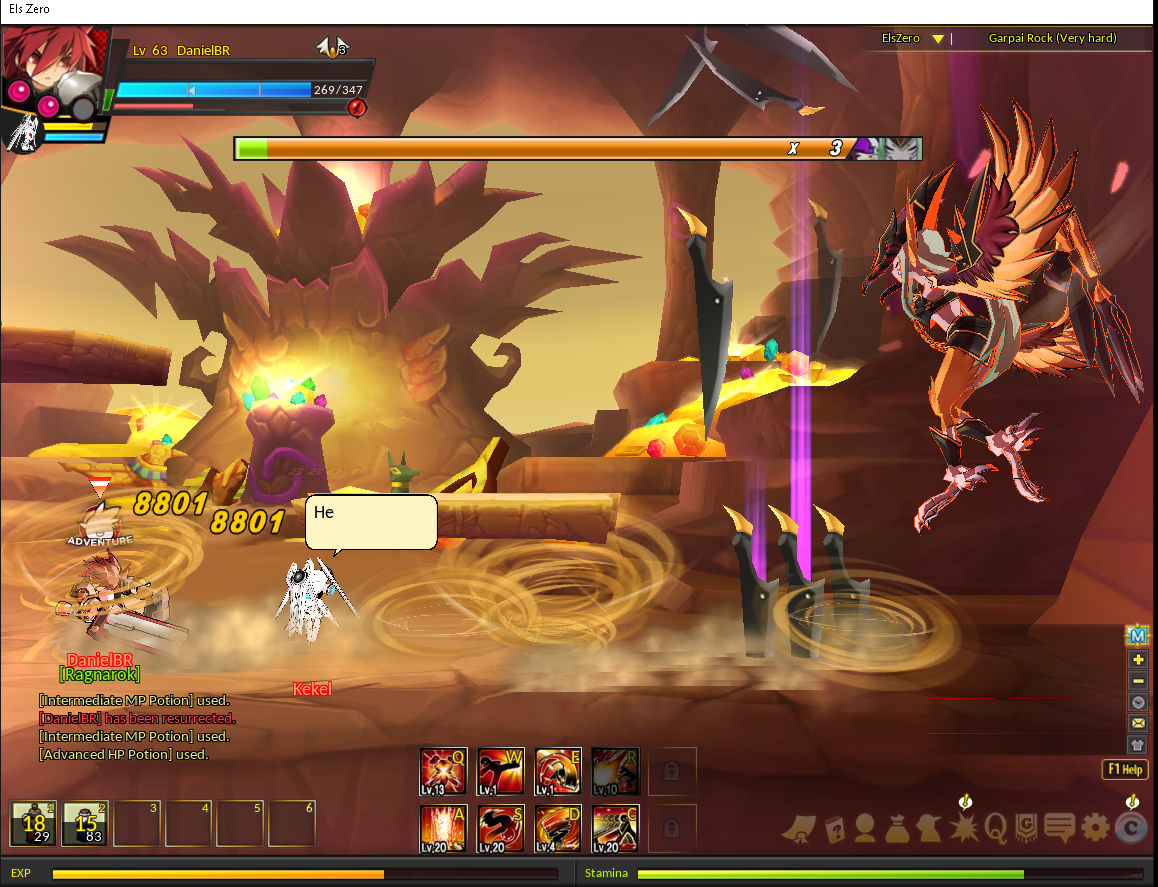 Els Zero
Lv 63 DanielBR
3
ElsZero
Garpai Rock (Very hard)
269/347
x 3
8801
8801
8801
He
ADVENTURE
DanielBR
[Ragnarok]
Kekel
[Intermediate MP Potion] used.
[DanielBR] has been resurrected.
[Intermediate MP Potion] used.
[Advanced HP Potion] used.
M
F1 Help
Q W E R
Lv,13 Lv,1 Lv,1 Lv,10
1 2 3 4 5 6
18 15
29 83
A S D C
Lv,20 Lv,20 Lv,4 Lv,20
? Q G C
EXP
Stamina